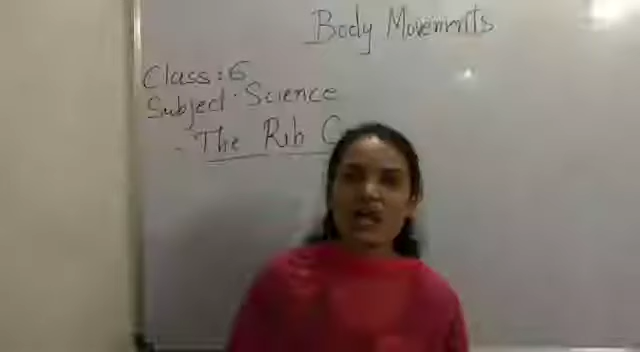 Body Movements
Class: 6
Subject. Science
The Rib